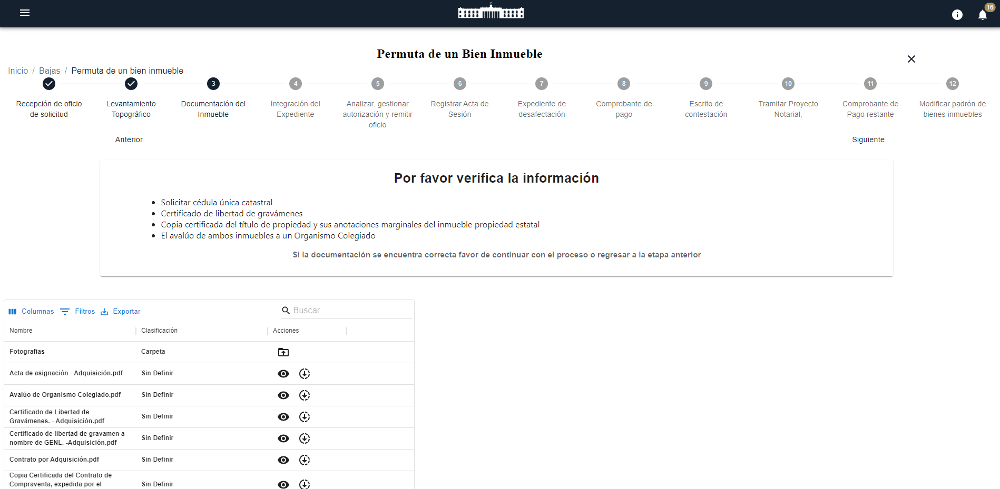 16
Permuta de un Bien Inmueble
Inicio / Bajas / Permuta de un bien inmueble
3 4 5 6 7 8 9 10 11 12
Recepción de oficio de solicitud
Levantamiento Topográfico
Documentación del Inmueble
Integración del Expediente
Analizar, gestionar autorización y remitir oficio
Registrar Acta de Sesión
Expediente de desafectación
Comprobante de pago
Escrito de contestación
Tramitar Proyecto Notarial,
Comprobante de Pago restante
Modificar padrón de bienes inmuebles
Anterior
Siguiente
Por favor verifica la información
• Solicitar cédula única catastral
• Certificado de libertad de gravámenes
• Copia certificada del título de propiedad y sus anotaciones marginales del inmueble propiedad estatal
• El avalúo de ambos inmuebles a un Organismo Colegiado
Si la documentación se encuentra correcta favor de continuar con el proceso o regresar a la etapa anterior
Columnas Filtros Exportar Buscar
Nombre Clasificación Acciones
Fotografias Carpeta
Acta de asignación - Adquisición.pdf Sin Definir
Avalúo de Organismo Colegiado.pdf Sin Definir
Certificado de Libertad de
Gravámenes. - Adquisición.pdf Sin Definir
Certificado de libertad de gravamen a
nombre de GENL. -Adquisición.pdf Sin Definir
Contrato por Adquisición.pdf Sin Definir
Copia Certificada del Contrato de
Compraventa, expedida por el Sin Definir